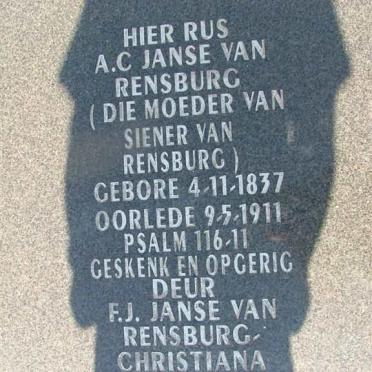 HIER RUS
A.C JANSE VAN
RENSBURG
( DIE MOEDER VAN
SIENER VAN
RENSBURG )
GEBORE 4-11-1837
OORLEDE 9-5-1911
PSALM 116-11
GESKENK EN OPGERIG
DEUR
F.J. JANSE VAN
RENSBURG-
CHRISTIANA